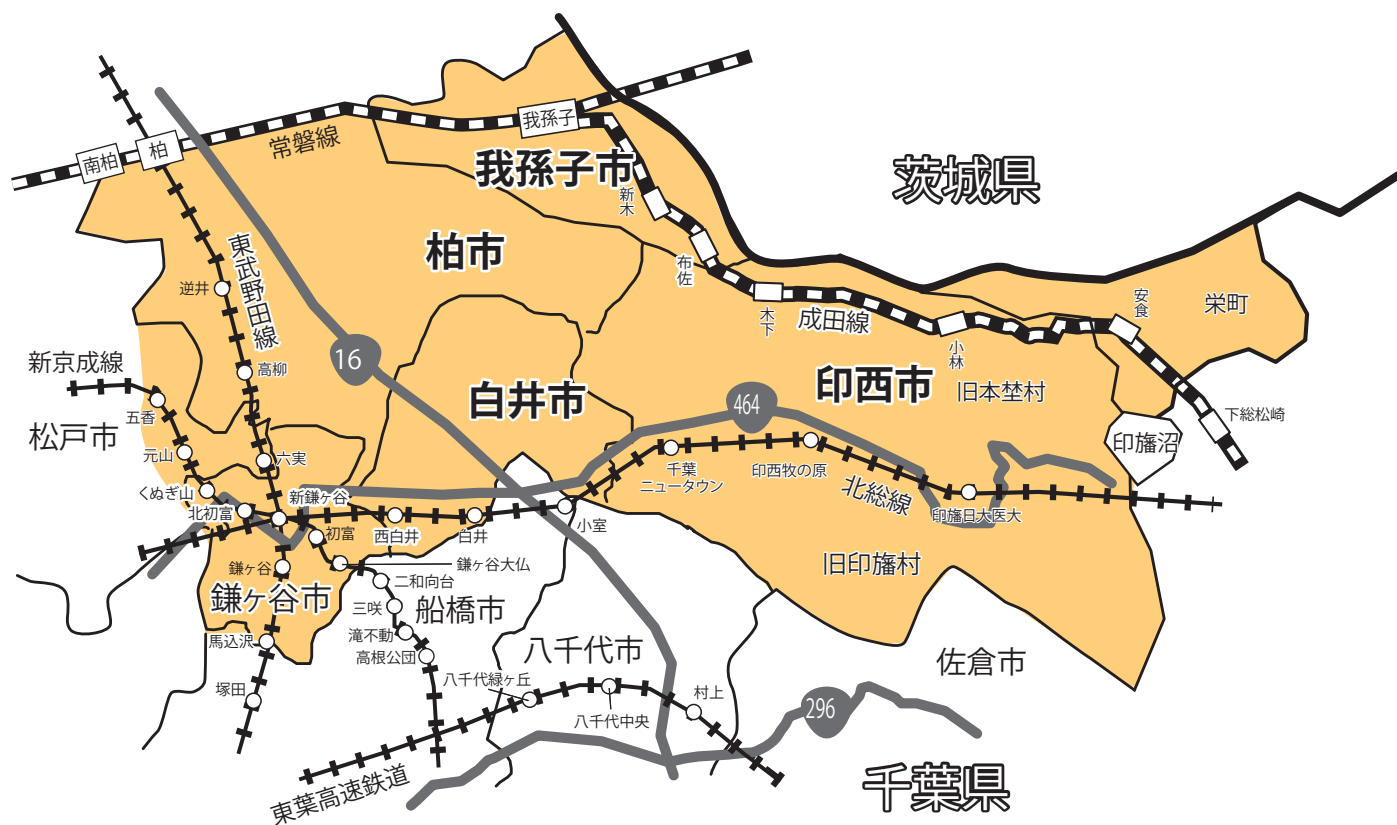 茨城県
我孫子
柏
南柏
常磐線
我孫子市
新木
柏市
東武野田線
布佐
逆井
木下
成田線
安食
栄町
小林
16
高柳
新京成線
印西市
旧本埜村
464
白井市
五香
下総松崎
松戸市
印旛沼
元山
六実
千葉
ニュータウン
印西牧の原
くぬぎ山
新鎌ヶ谷
北総線
北初富
初富
西白井
白井
小室
印旛日大医大
鎌ヶ谷
鎌ヶ谷大仏
旧印旛村
二和向台
鎌ヶ谷市
三咲
船橋市
滝不動
馬込沢
高根公団
八千代市
佐倉市
八千代緑ヶ丘
塚田
村上
八千代中央
296
東葉高速鉄道
千葉県